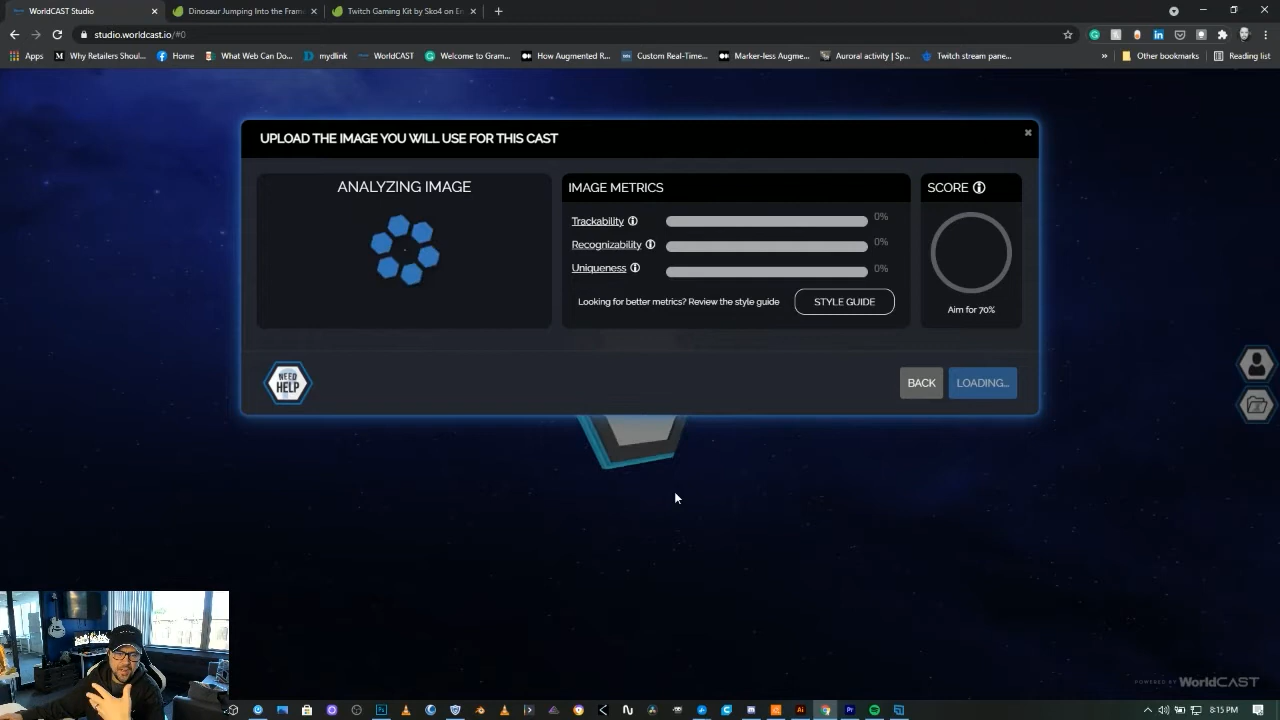 WorldCAST Studio
Dinosaur Jumping Into the Fram
Twitch Gaming Kit by Sko4 on E
studio.worldcast.io/#0
Apps
Why Retailers Shoul...
Home
What Web Can Do...
mydlink
WorldCAST
Welcome to Gram...
How Augmented R...
Custom Real-Time...
Marker-less Augme...
Auroral activity | Sp...
Twitch stream pane...
Other bookmarks
Reading list
UPLOAD THE IMAGE YOU WILL USE FOR THIS CAST
ANALYZING IMAGE
IMAGE METRICS
Trackability 0%
Recognizability 0%
Uniqueness 0%
Looking for better metrics? Review the style guide
STYLE GUIDE
SCORE
Aim for 70%
NEED HELP
BACK
LOADING...
POWERED BY WorldCAST
8:15 PM